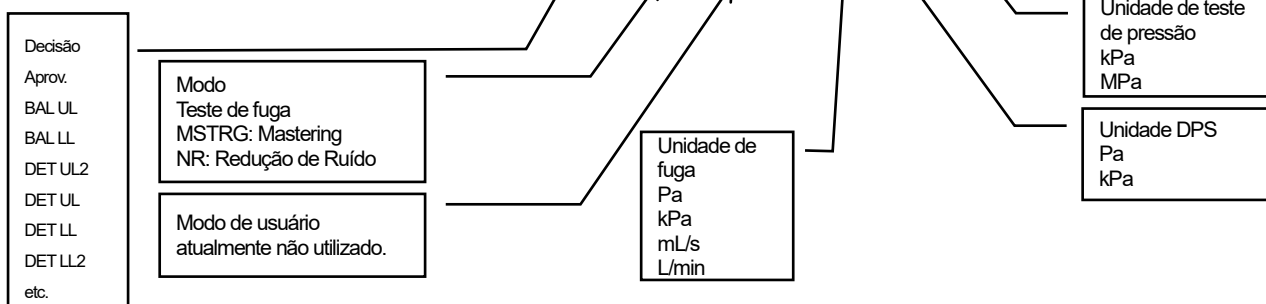 Decisão
Aprov.
BAL UL
BAL LL
DET UL2
DET UL
DET LL
DET LL2
etc.
Modo
Teste de fuga
MSTRG: Mastering
NR: Redução de Ruído
Modo de usuário
atualmente não utilizado.
Unidade de
fuga
Pa
kPa
mL/s
L/min
Unidade de teste
de pressão
kPa
MPa
Unidade DPS
Pa
kPa